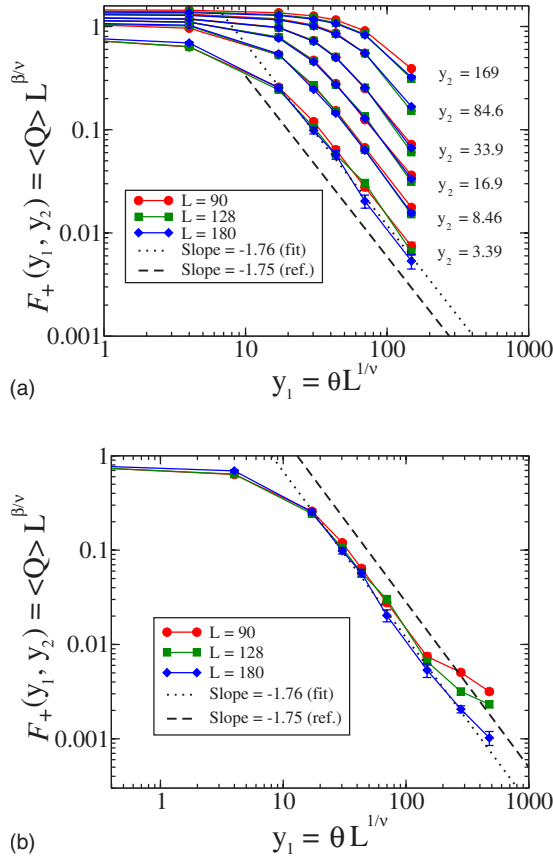 F₊(y₁, y₂) = <Q> L^{β/ν}
1
0.1
0.01
0.001
y₂ = 169
y₂ = 84.6
y₂ = 33.9
y₂ = 16.9
y₂ = 8.46
y₂ = 3.39
L = 90
L = 128
L = 180
Slope = -1.76 (fit)
Slope = -1.75 (ref.)
1 10 100 1000
y₁ = θL^{1/ν}
(a)
F₊(y₁, y₂) = <Q> L^{β/ν}
1
0.1
0.01
0.001
L = 90
L = 128
L = 180
Slope = -1.76 (fit)
Slope = -1.75 (ref.)
1 10 100 1000
y₁ = θL^{1/ν}
(b)